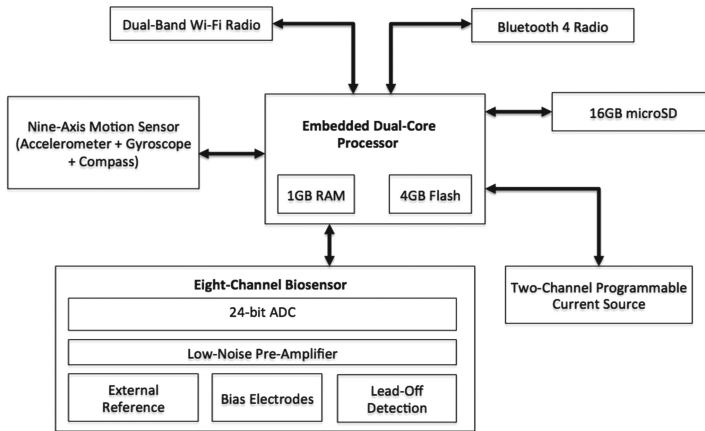 Dual-Band Wi-Fi Radio
Bluetooth 4 Radio
Nine-Axis Motion Sensor
(Accelerometer + Gyroscope
+ Compass)
Embedded Dual-Core
Processor
1GB RAM
4GB Flash
16GB microSD
Two-Channel Programmable
Current Source
Eight-Channel Biosensor
24-bit ADC
Low-Noise Pre-Amplifier
External
Reference
Bias Electrodes
Lead-Off
Detection